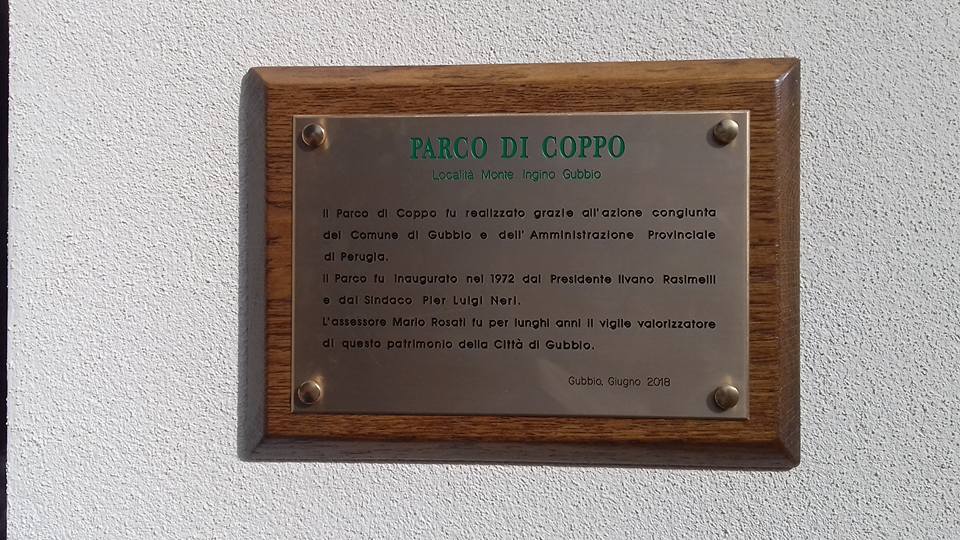 PARCO DI COPPO
Località Monte Ingino Gubbio
Il Parco di Coppo fu realizzato grazie all'azione congiunta
del Comune di Gubbio e dell'Amministrazione Provinciale
di Perugia.
Il Parco fu inaugurato nel 1972 dal Presidente Ilvano Rasimelli
e dal Sindaco Pier Luigi Neri.
L'assessore Mario Rosati fu per lunghi anni il vigile valorizzatore
di questo patrimonio della Città di Gubbio.
Gubbio, Giugno 2018